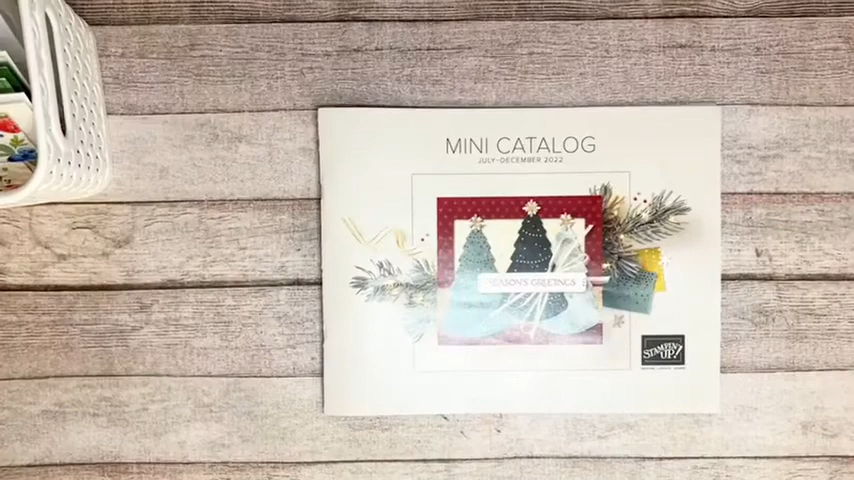 MINI CATALOG
JULY–DECEMBER 2022
SEASON'S GREETINGS
STAMPIN' UP!